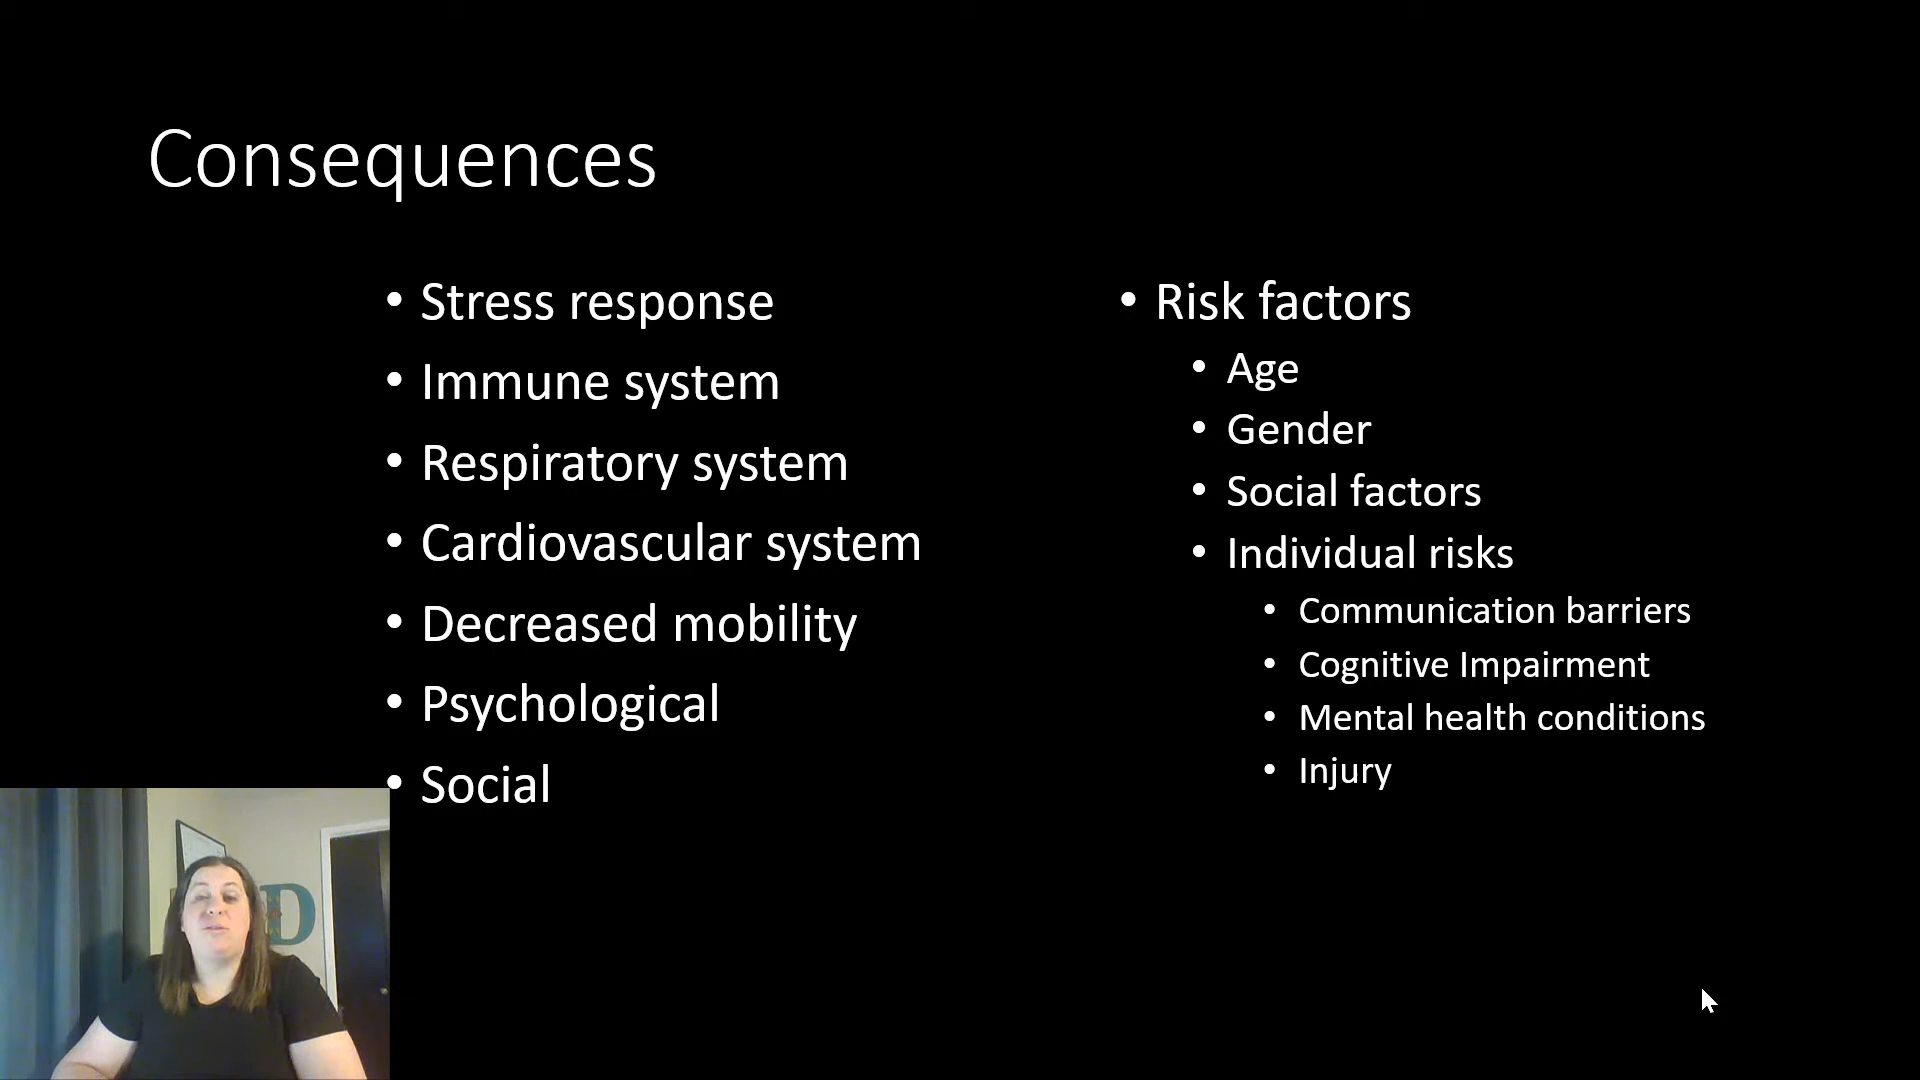 Consequences
• Stress response
• Immune system
• Respiratory system
• Cardiovascular system
• Decreased mobility
• Psychological
• Social
• Risk factors
• Age
• Gender
• Social factors
• Individual risks
• Communication barriers
• Cognitive Impairment
• Mental health conditions
• Injury
D